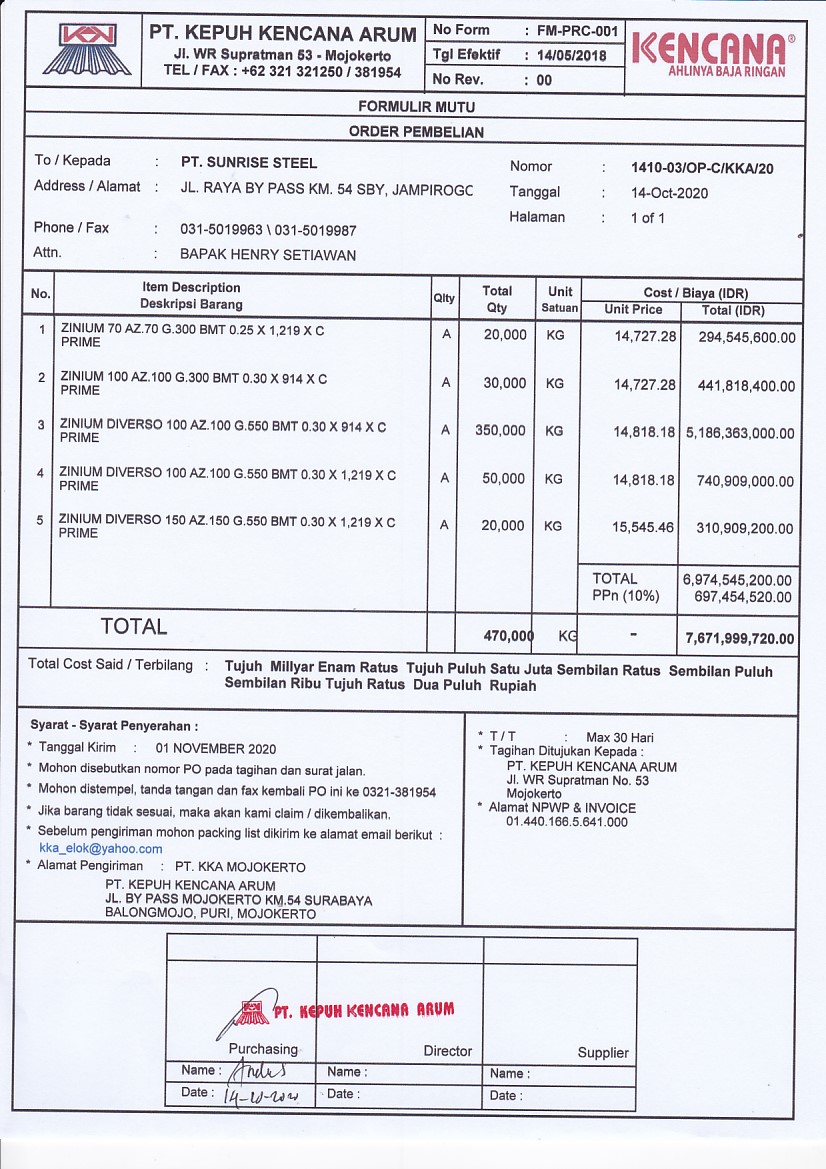 PT. KEPUH KENCANA ARUM
Jl. WR Supratman 53 - Mojokerto
TEL / FAX : +62 321 321250 / 381954
No Form : FM-PRC-001
Tgl Efektif : 14/05/2018
No Rev. : 00
KENCANA®
AHLINYA BAJA RINGAN
FORMULIR MUTU
ORDER PEMBELIAN
To / Kepada : PT. SUNRISE STEEL
Address / Alamat : JL. RAYA BY PASS KM. 54 SBY, JAMPIROGC
Phone / Fax : 031-5019963 \ 031-5019987
Attn. : BAPAK HENRY SETIAWAN
Nomor : 1410-03/OP-C/KKA/20
Tanggal : 14-Oct-2020
Halaman : 1 of 1
No. Item Description Qlty Total Unit Cost / Biaya (IDR)
Deskripsi Barang Qty Satuan Unit Price Total (IDR)
1 ZINIUM 70 AZ.70 G.300 BMT 0.25 X 1,219 X C A 20,000 KG 14,727.28 294,545,600.00
PRIME
2 ZINIUM 100 AZ.100 G.300 BMT 0.30 X 914 X C A 30,000 KG 14,727.28 441,818,400.00
PRIME
3 ZINIUM DIVERSO 100 AZ.100 G.550 BMT 0.30 X 914 X C A 350,000 KG 14,818.18 5,186,363,000.00
PRIME
4 ZINIUM DIVERSO 100 AZ.100 G.550 BMT 0.30 X 1,219 X C A 50,000 KG 14,818.18 740,909,000.00
PRIME
5 ZINIUM DIVERSO 150 AZ.150 G.550 BMT 0.30 X 1,219 X C A 20,000 KG 15,545.46 310,909,200.00
PRIME
TOTAL 6,974,545,200.00
PPn (10%) 697,454,520.00
TOTAL 470,000 KG - 7,671,999,720.00
Total Cost Said / Terbilang : Tujuh Millyar Enam Ratus Tujuh Puluh Satu Juta Sembilan Ratus Sembilan Puluh
Sembilan Ribu Tujuh Ratus Dua Puluh Rupiah
Syarat - Syarat Penyerahan :
* Tanggal Kirim : 01 NOVEMBER 2020
* Mohon disebutkan nomor PO pada tagihan dan surat jalan.
* Mohon distempel, tanda tangan dan fax kembali PO ini ke 0321-381954
* Jika barang tidak sesuai, maka akan kami claim / dikembalikan.
* Sebelum pengiriman mohon packing list dikirim ke alamat email berikut :
kka_elok@yahoo.com
* Alamat Pengiriman : PT. KKA MOJOKERTO
PT. KEPUH KENCANA ARUM
JL. BY PASS MOJOKERTO KM.54 SURABAYA
BALONGMOJO, PURI, MOJOKERTO
* T / T : Max 30 Hari
* Tagihan Ditujukan Kepada :
PT. KEPUH KENCANA ARUM
Jl. WR Supratman No. 53
Mojokerto
* Alamat NPWP & INVOICE
01.440.166.5.641.000
PT. KEPUH KENCANA ARUM
Purchasing Director Supplier
Name : Name : Name :
Date : 14-10-2020 Date : Date :